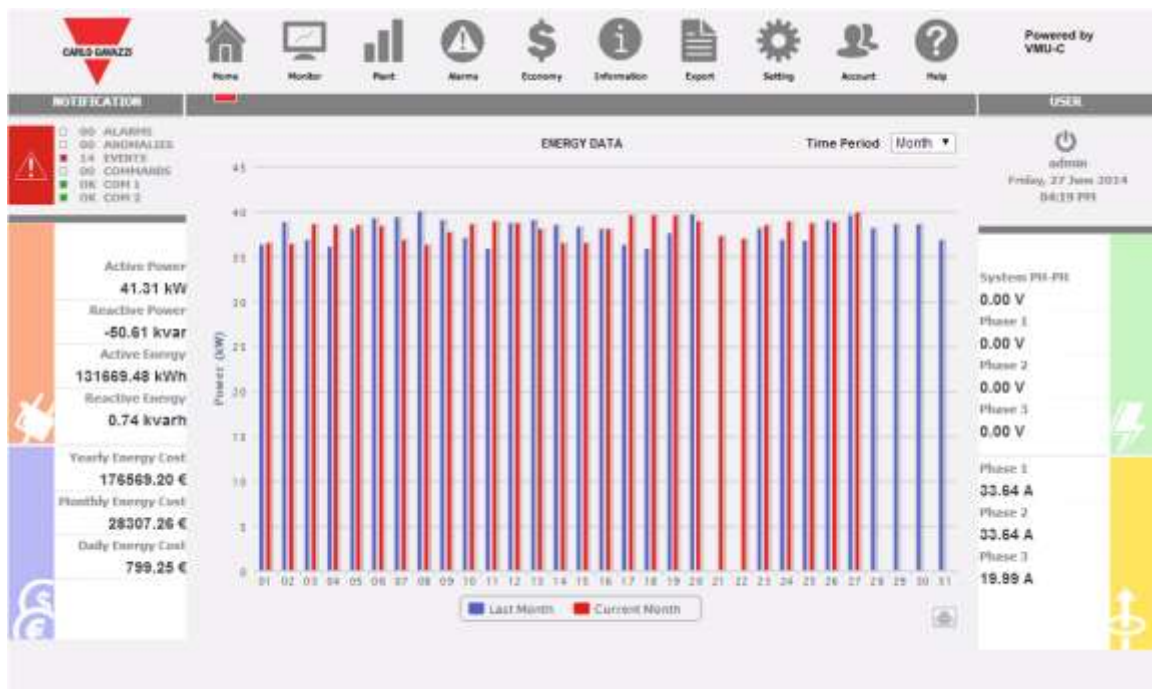 CARLO GAVAZZI
Home
Monitor
Plant
Alarms
Economy
Information
Export
Setting
Account
Help
Powered by
VMU-C
NOTIFICATION
00 ALARMS
00 ANOMALIES
14 EVENTS
00 COMMANDS
OK COM 1
OK COM 2
Active Power
41.31 kW
Reactive Power
-50.61 kvar
Active Energy
131669.48 kWh
Reactive Energy
0.74 kvarh
Yearly Energy Cost
176569.20 €
Monthly Energy Cost
28307.26 €
Daily Energy Cost
799.25 €
ENERGY DATA
Time Period Month
45
40
35
30
25
20
15
10
5
0
Power (kW)
01 02 03 04 05 06 07 08 09 10 11 12 13 14 15 16 17 18 19 20 21 22 23 24 25 26 27 28 29 30 31
Last Month Current Month
USER
admin
Friday, 27 June 2014
04:19 PM
System PH-PH
0.00 V
Phase 1
0.00 V
Phase 2
0.00 V
Phase 3
0.00 V
Phase 1
33.64 A
Phase 2
33.64 A
Phase 3
19.99 A